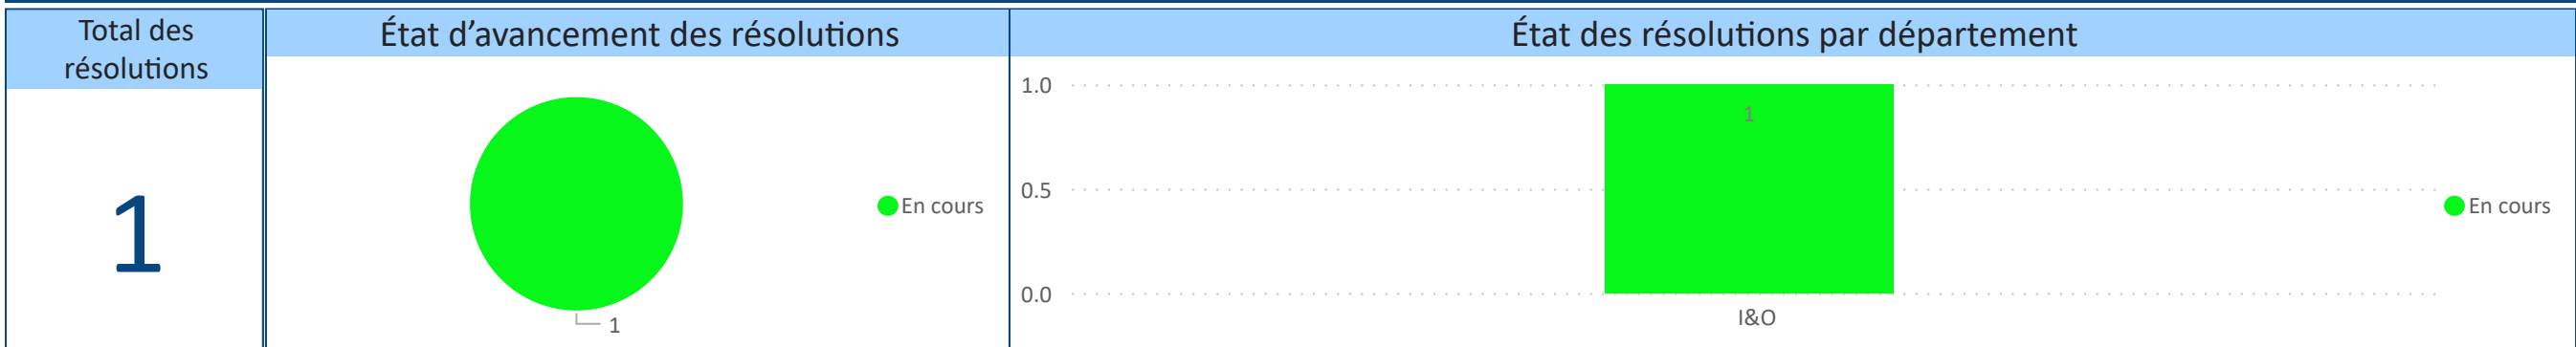 Total des
résolutions
1
État d'avancement des résolutions
1
En cours
État des résolutions par département
1.0
0.5
0.0
1
I&O
En cours